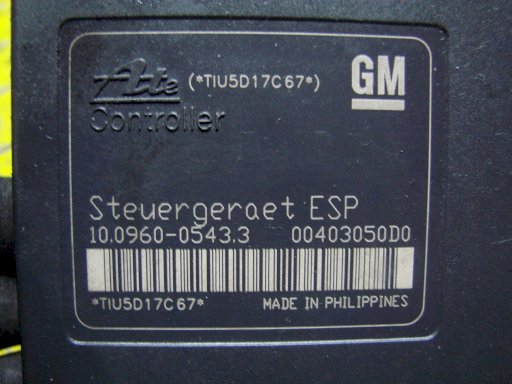 Ate (*TIU5D17C67*) GM
Controller
Steuergeraet ESP
10.0960-0543.3 00403050D0
*TIU5D17C67* MADE IN PHILIPPINES